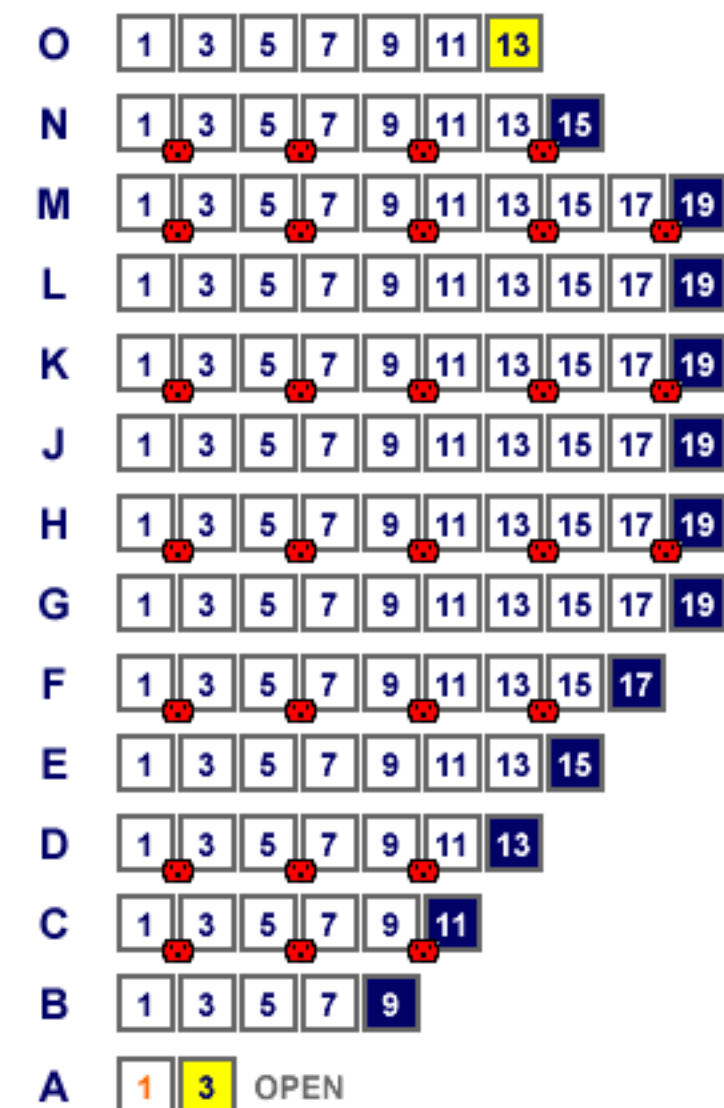 O 1 3 5 7 9 11 13
N 1 3 5 7 9 11 13 15
M 1 3 5 7 9 11 13 15 17 19
L 1 3 5 7 9 11 13 15 17 19
K 1 3 5 7 9 11 13 15 17 19
J 1 3 5 7 9 11 13 15 17 19
H 1 3 5 7 9 11 13 15 17 19
G 1 3 5 7 9 11 13 15 17 19
F 1 3 5 7 9 11 13 15 17
E 1 3 5 7 9 11 13 15
D 1 3 5 7 9 11 13
C 1 3 5 7 9 11
B 1 3 5 7 9
A 1 3 OPEN